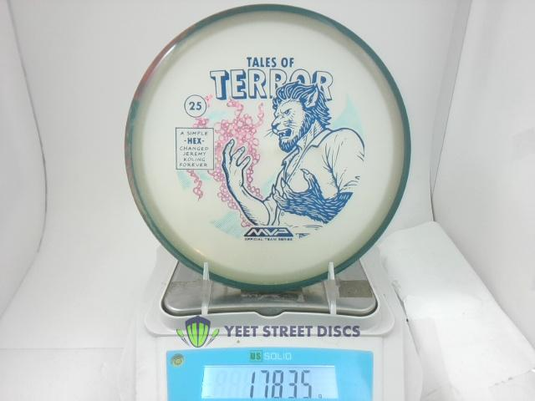 TALES OF
TERROR
25
A SIMPLE
-HEX-
CHANGED
JEREMY
KOLING
FOREVER
MVP
OFFICIAL TEAM SERIES
YEET STREET DISCS
US SOLID
178.35